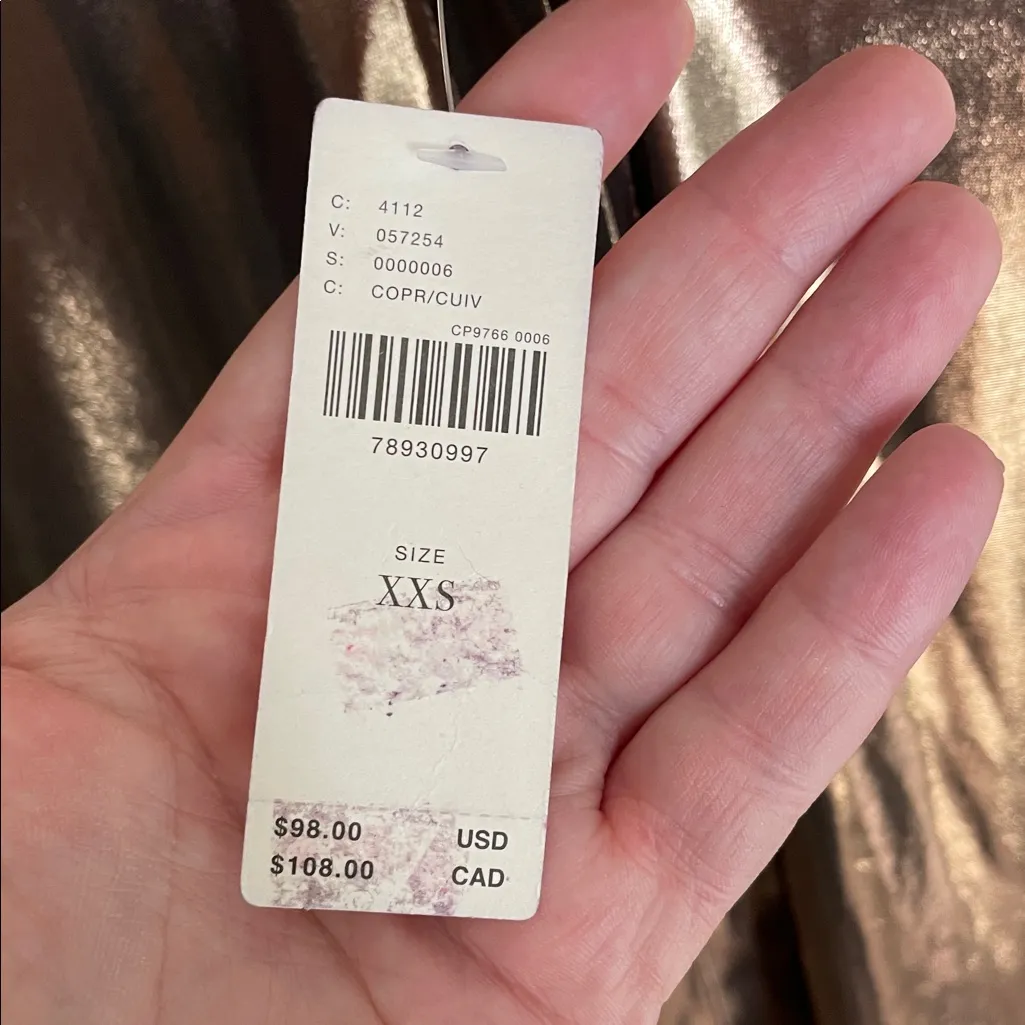 C: 4112
V: 057254
S: 0000006
C: COPR/CUIV
CP9766 0006
78930997
SIZE
XXS
$98.00 USD
$108.00 CAD